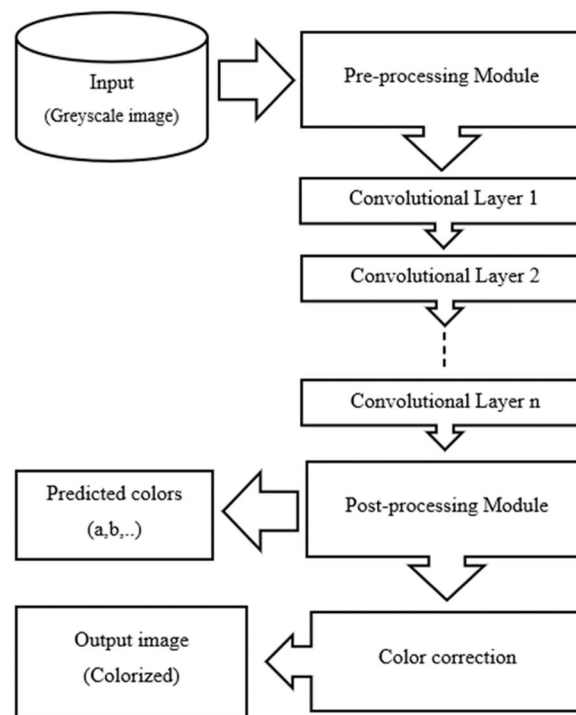 Input
(Greyscale image)
Pre-processing Module
Convolutional Layer 1
Convolutional Layer 2
Convolutional Layer n
Post-processing Module
Predicted colors
(a,b,..)
Color correction
Output image
(Colorized)